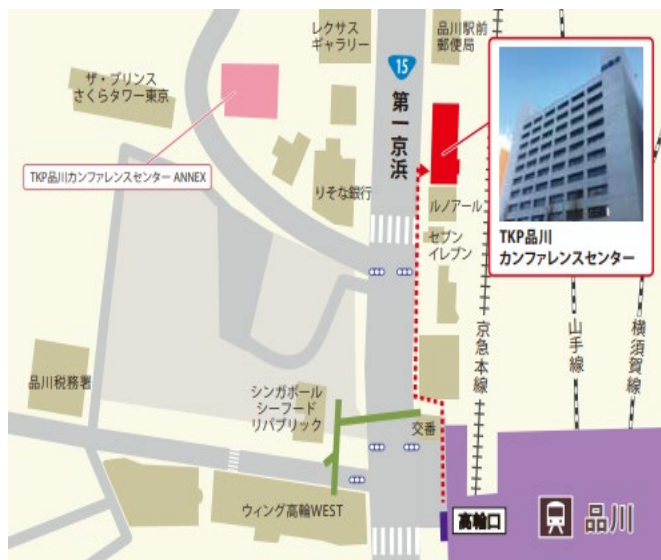 レクサス
ギャラリー
品川駅前
郵便局
15
ザ・プリンス
さくらタワー東京
第一京浜
TKP品川カンファレンスセンター ANNEX
りそな銀行
ルノアール
セブン
イレブン
TKP品川
カンファレンスセンター
京急本線
山手線
横須賀線
品川税務署
シンガポール
シーフード
リパブリック
交番
ウィング高輪WEST
高輪口
品川